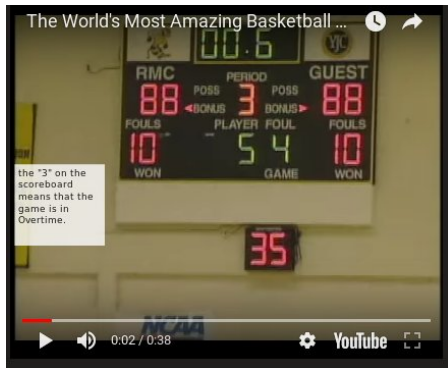 The World's Most Amazing Basketball ...
00.6
YJC
RMC PERIOD GUEST
88 POSS 3 POSS 88
BONUS BONUS
FOULS PLAYER FOUL FOULS
10 5 4 10
WON GAME WON
the "3" on the
scoreboard
means that the
game is in
Overtime.
35
NCAA
0:02 / 0:38 YouTube